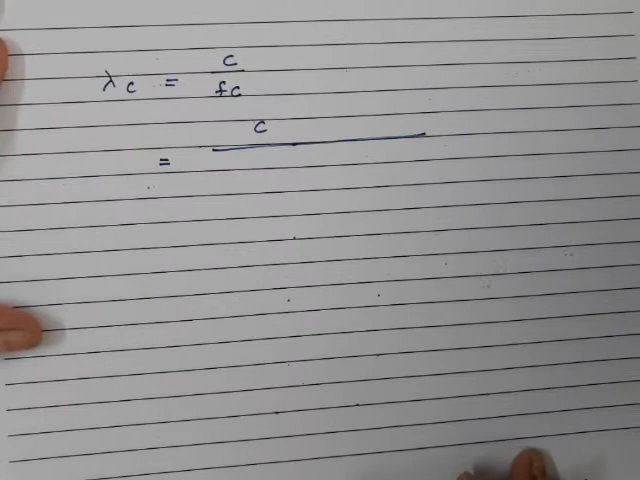 λc = c/fc
= c/